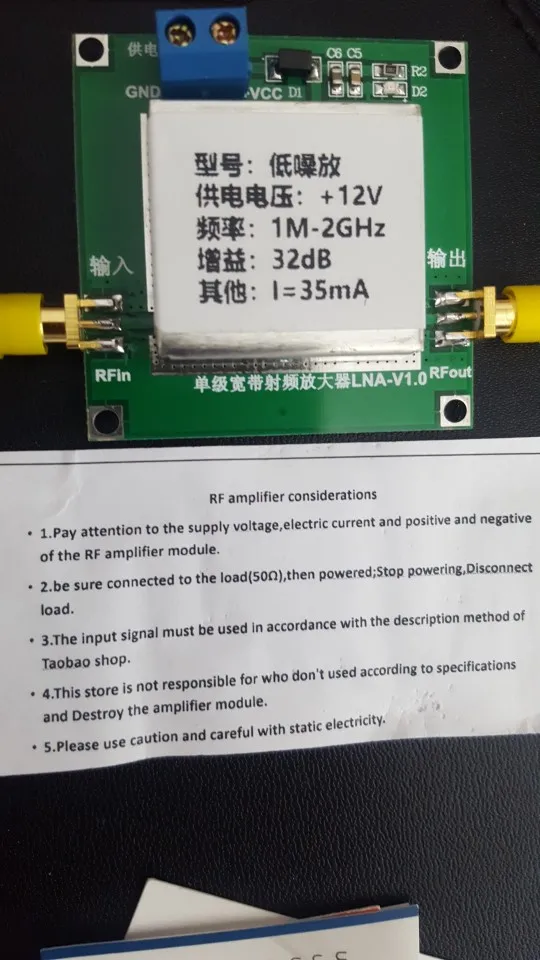 供电
C6 C5
R2
GND
VCC D1
D2
型号：低噪放
供电电压：+12V
频率：1M-2GHz
增益：32dB
其他：I=35mA
输入
输出
RFin
RFout
单级宽带射频放大器LNA-V1.0
RF amplifier considerations
• 1.Pay attention to the supply voltage,electric current and positive and negative
of the RF amplifier module.
• 2.be sure connected to the load(50Ω),then powered;Stop powering,Disconnect
load.
• 3.The input signal must be used in accordance with the description method of
Taobao shop.
• 4.This store is not responsible for who don't used according to specifications
and Destroy the amplifier module.
• 5.Please use caution and careful with static electricity.